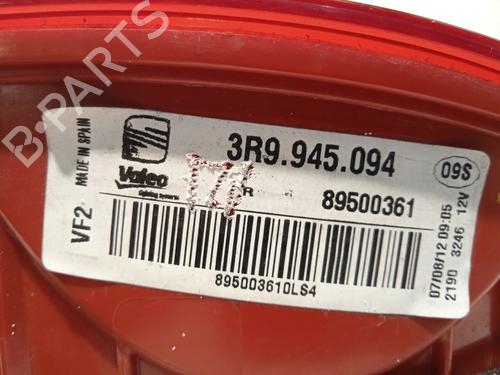 B-PARTS
MADE IN SPAIN
VF2
Valeo
3R9.945.094
09S
R
89500361
895003610LS4
07/08/12 09:05
2190 3246 12V